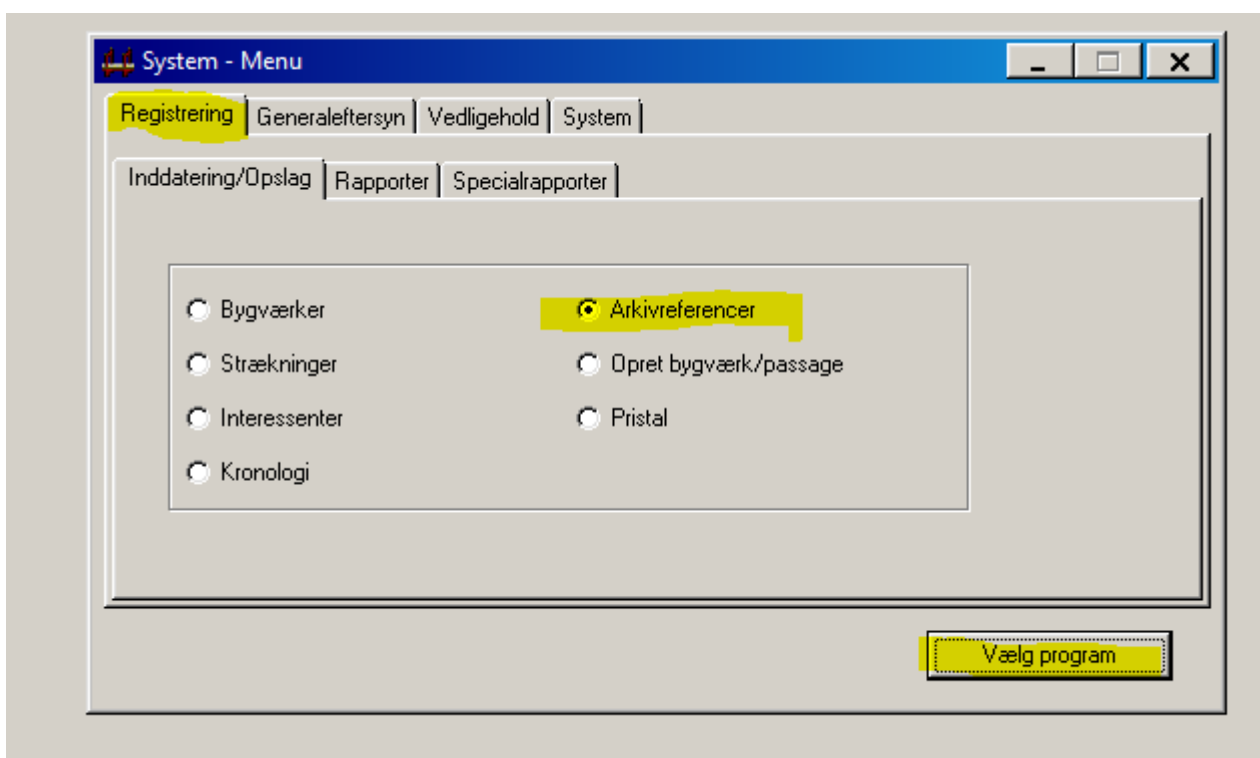 System - Menu
Registrering Generaleftersyn Vedligehold System
Inddatering/Opslag Rapporter Specialrapporter
Bygværker Arkivreferencer
Strækninger Opret bygværk/passage
Interessenter Pristal
Kronologi
Vælg program